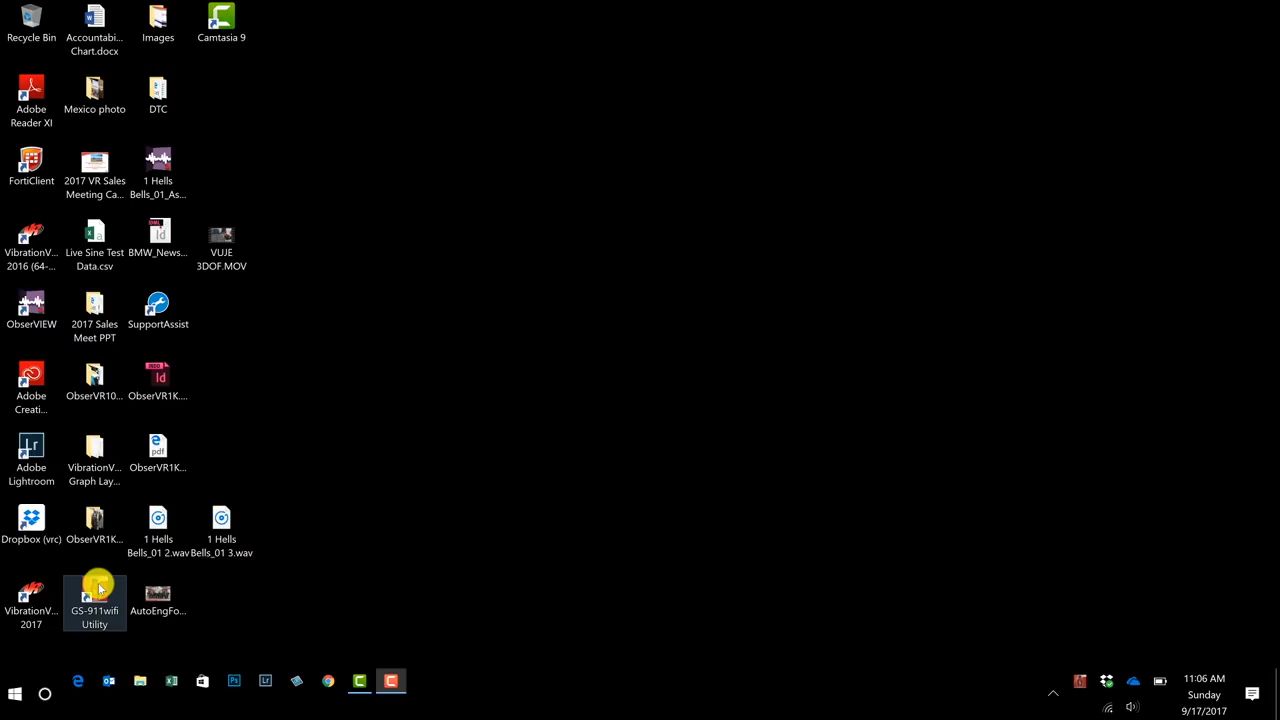 Recycle Bin
Accountabi...
Chart.docx
Images
Camtasia 9
Adobe
Reader XI
Mexico photo
DTC
FortiClient
2017 VR Sales
Meeting Ca...
1 Hells
Bells_01_As...
VibrationV...
2016 (64-...
Live Sine Test
Data.csv
BMW_News...
VUJE
3DOF.MOV
ObserVIEW
2017 Sales
Meet PPT
SupportAssist
Adobe
Creati...
ObserVR10...
ObserVR1K....
Adobe
Lightroom
VibrationV...
Graph Lay...
ObserVR1K...
Dropbox (vrc)
ObserVR1K...
1 Hells
Bells_01 2.wav
1 Hells
Bells_01 3.wav
VibrationV...
2017
GS-911wifi
Utility
AutoEngFo...
11:06 AM
Sunday
9/17/2017